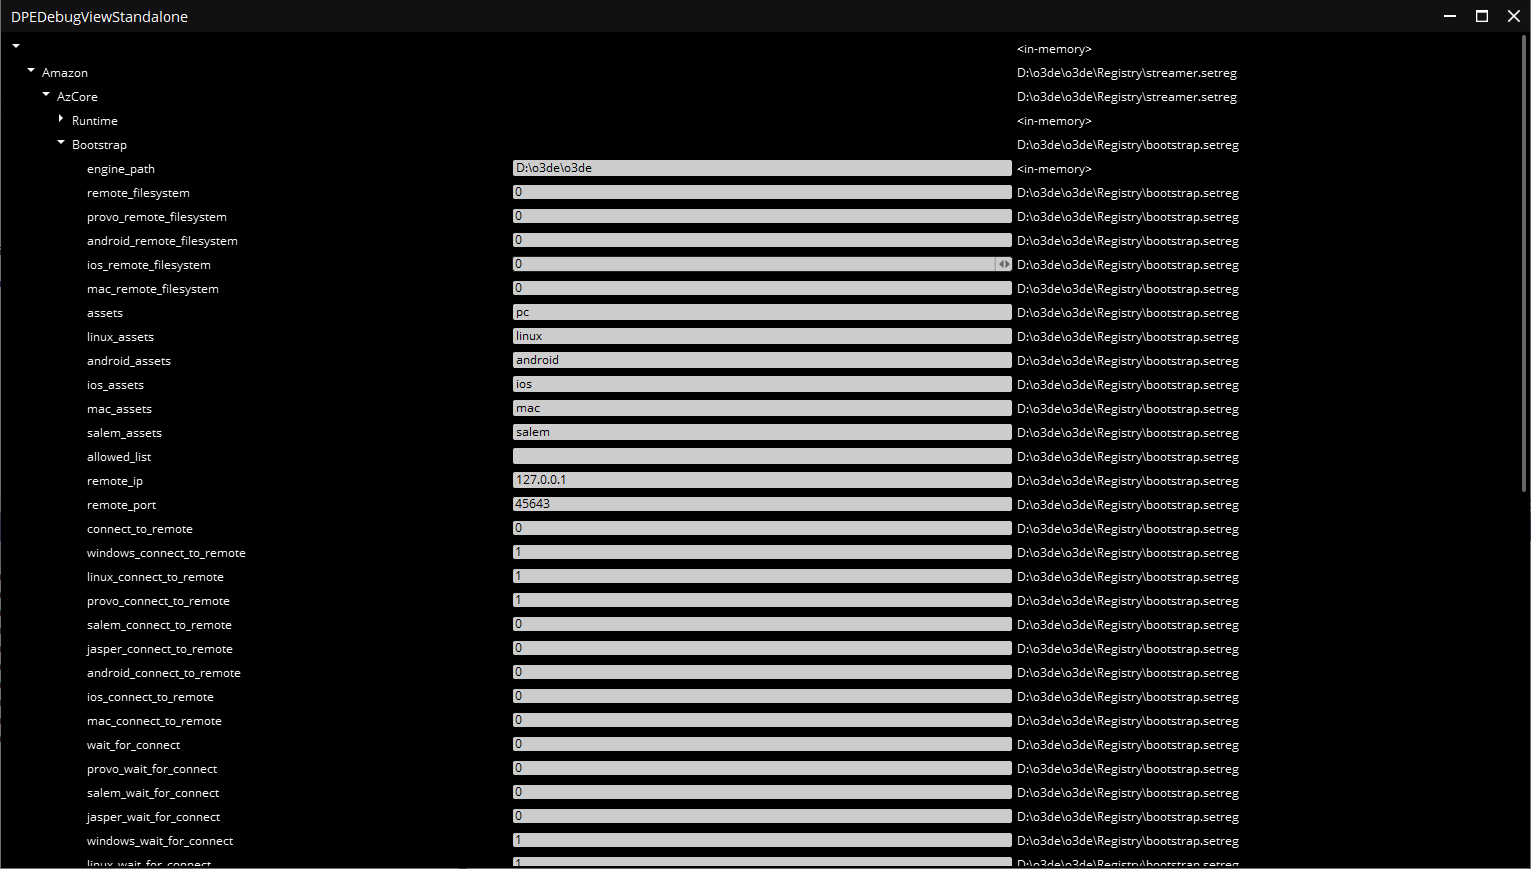 DPEDebugViewStandalone
<in-memory>
Amazon D:\o3de\o3de\Registry\streamer.setreg
AzCore D:\o3de\o3de\Registry\streamer.setreg
Runtime <in-memory>
Bootstrap D:\o3de\o3de\Registry\bootstrap.setreg
engine_path D:\o3de\o3de <in-memory>
remote_filesystem 0 D:\o3de\o3de\Registry\bootstrap.setreg
provo_remote_filesystem 0 D:\o3de\o3de\Registry\bootstrap.setreg
android_remote_filesystem 0 D:\o3de\o3de\Registry\bootstrap.setreg
ios_remote_filesystem 0 D:\o3de\o3de\Registry\bootstrap.setreg
mac_remote_filesystem 0 D:\o3de\o3de\Registry\bootstrap.setreg
assets pc D:\o3de\o3de\Registry\bootstrap.setreg
linux_assets linux D:\o3de\o3de\Registry\bootstrap.setreg
android_assets android D:\o3de\o3de\Registry\bootstrap.setreg
ios_assets ios D:\o3de\o3de\Registry\bootstrap.setreg
mac_assets mac D:\o3de\o3de\Registry\bootstrap.setreg
salem_assets salem D:\o3de\o3de\Registry\bootstrap.setreg
allowed_list D:\o3de\o3de\Registry\bootstrap.setreg
remote_ip 127.0.0.1 D:\o3de\o3de\Registry\bootstrap.setreg
remote_port 45643 D:\o3de\o3de\Registry\bootstrap.setreg
connect_to_remote 0 D:\o3de\o3de\Registry\bootstrap.setreg
windows_connect_to_remote 1 D:\o3de\o3de\Registry\bootstrap.setreg
linux_connect_to_remote 1 D:\o3de\o3de\Registry\bootstrap.setreg
provo_connect_to_remote 1 D:\o3de\o3de\Registry\bootstrap.setreg
salem_connect_to_remote 0 D:\o3de\o3de\Registry\bootstrap.setreg
jasper_connect_to_remote 0 D:\o3de\o3de\Registry\bootstrap.setreg
android_connect_to_remote 0 D:\o3de\o3de\Registry\bootstrap.setreg
ios_connect_to_remote 0 D:\o3de\o3de\Registry\bootstrap.setreg
mac_connect_to_remote 0 D:\o3de\o3de\Registry\bootstrap.setreg
wait_for_connect 0 D:\o3de\o3de\Registry\bootstrap.setreg
provo_wait_for_connect 0 D:\o3de\o3de\Registry\bootstrap.setreg
salem_wait_for_connect 0 D:\o3de\o3de\Registry\bootstrap.setreg
jasper_wait_for_connect 0 D:\o3de\o3de\Registry\bootstrap.setreg
windows_wait_for_connect 1 D:\o3de\o3de\Registry\bootstrap.setreg
linux_wait_for_connect 1 D:\o3de\o3de\Registry\bootstrap.setreg